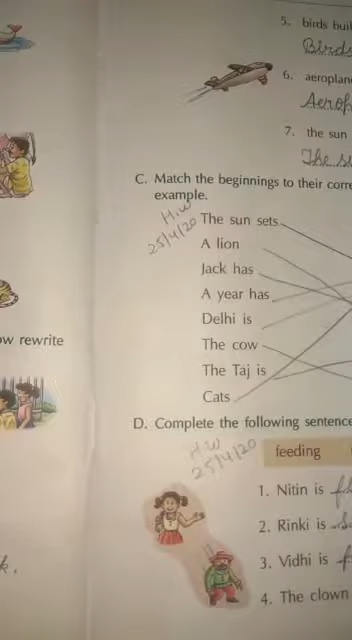 5. birds buil
Birds
6. aeroplane
Aerop
7. the sun
The su
C. Match the beginnings to their corre
example.
H.W
25/4/20
The sun sets
A lion
Jack has
A year has
Delhi is
The cow
The Taj is
Cats
ow rewrite
D. Complete the following sentence
H.W
25/4/20
feeding
1. Nitin is
2. Rinki is
3. Vidhi is
k.
4. The clown